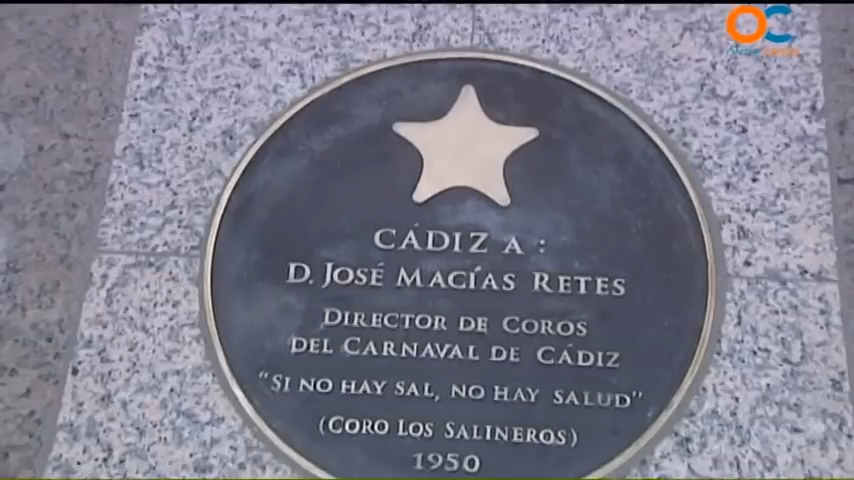 OC
CÁDIZ A :
D. JOSÉ MACÍAS RETES
DIRECTOR DE COROS
DEL CARNAVAL DE CÁDIZ
"SI NO HAY SAL, NO HAY SALUD"
(CORO LOS SALINEROS)
1950